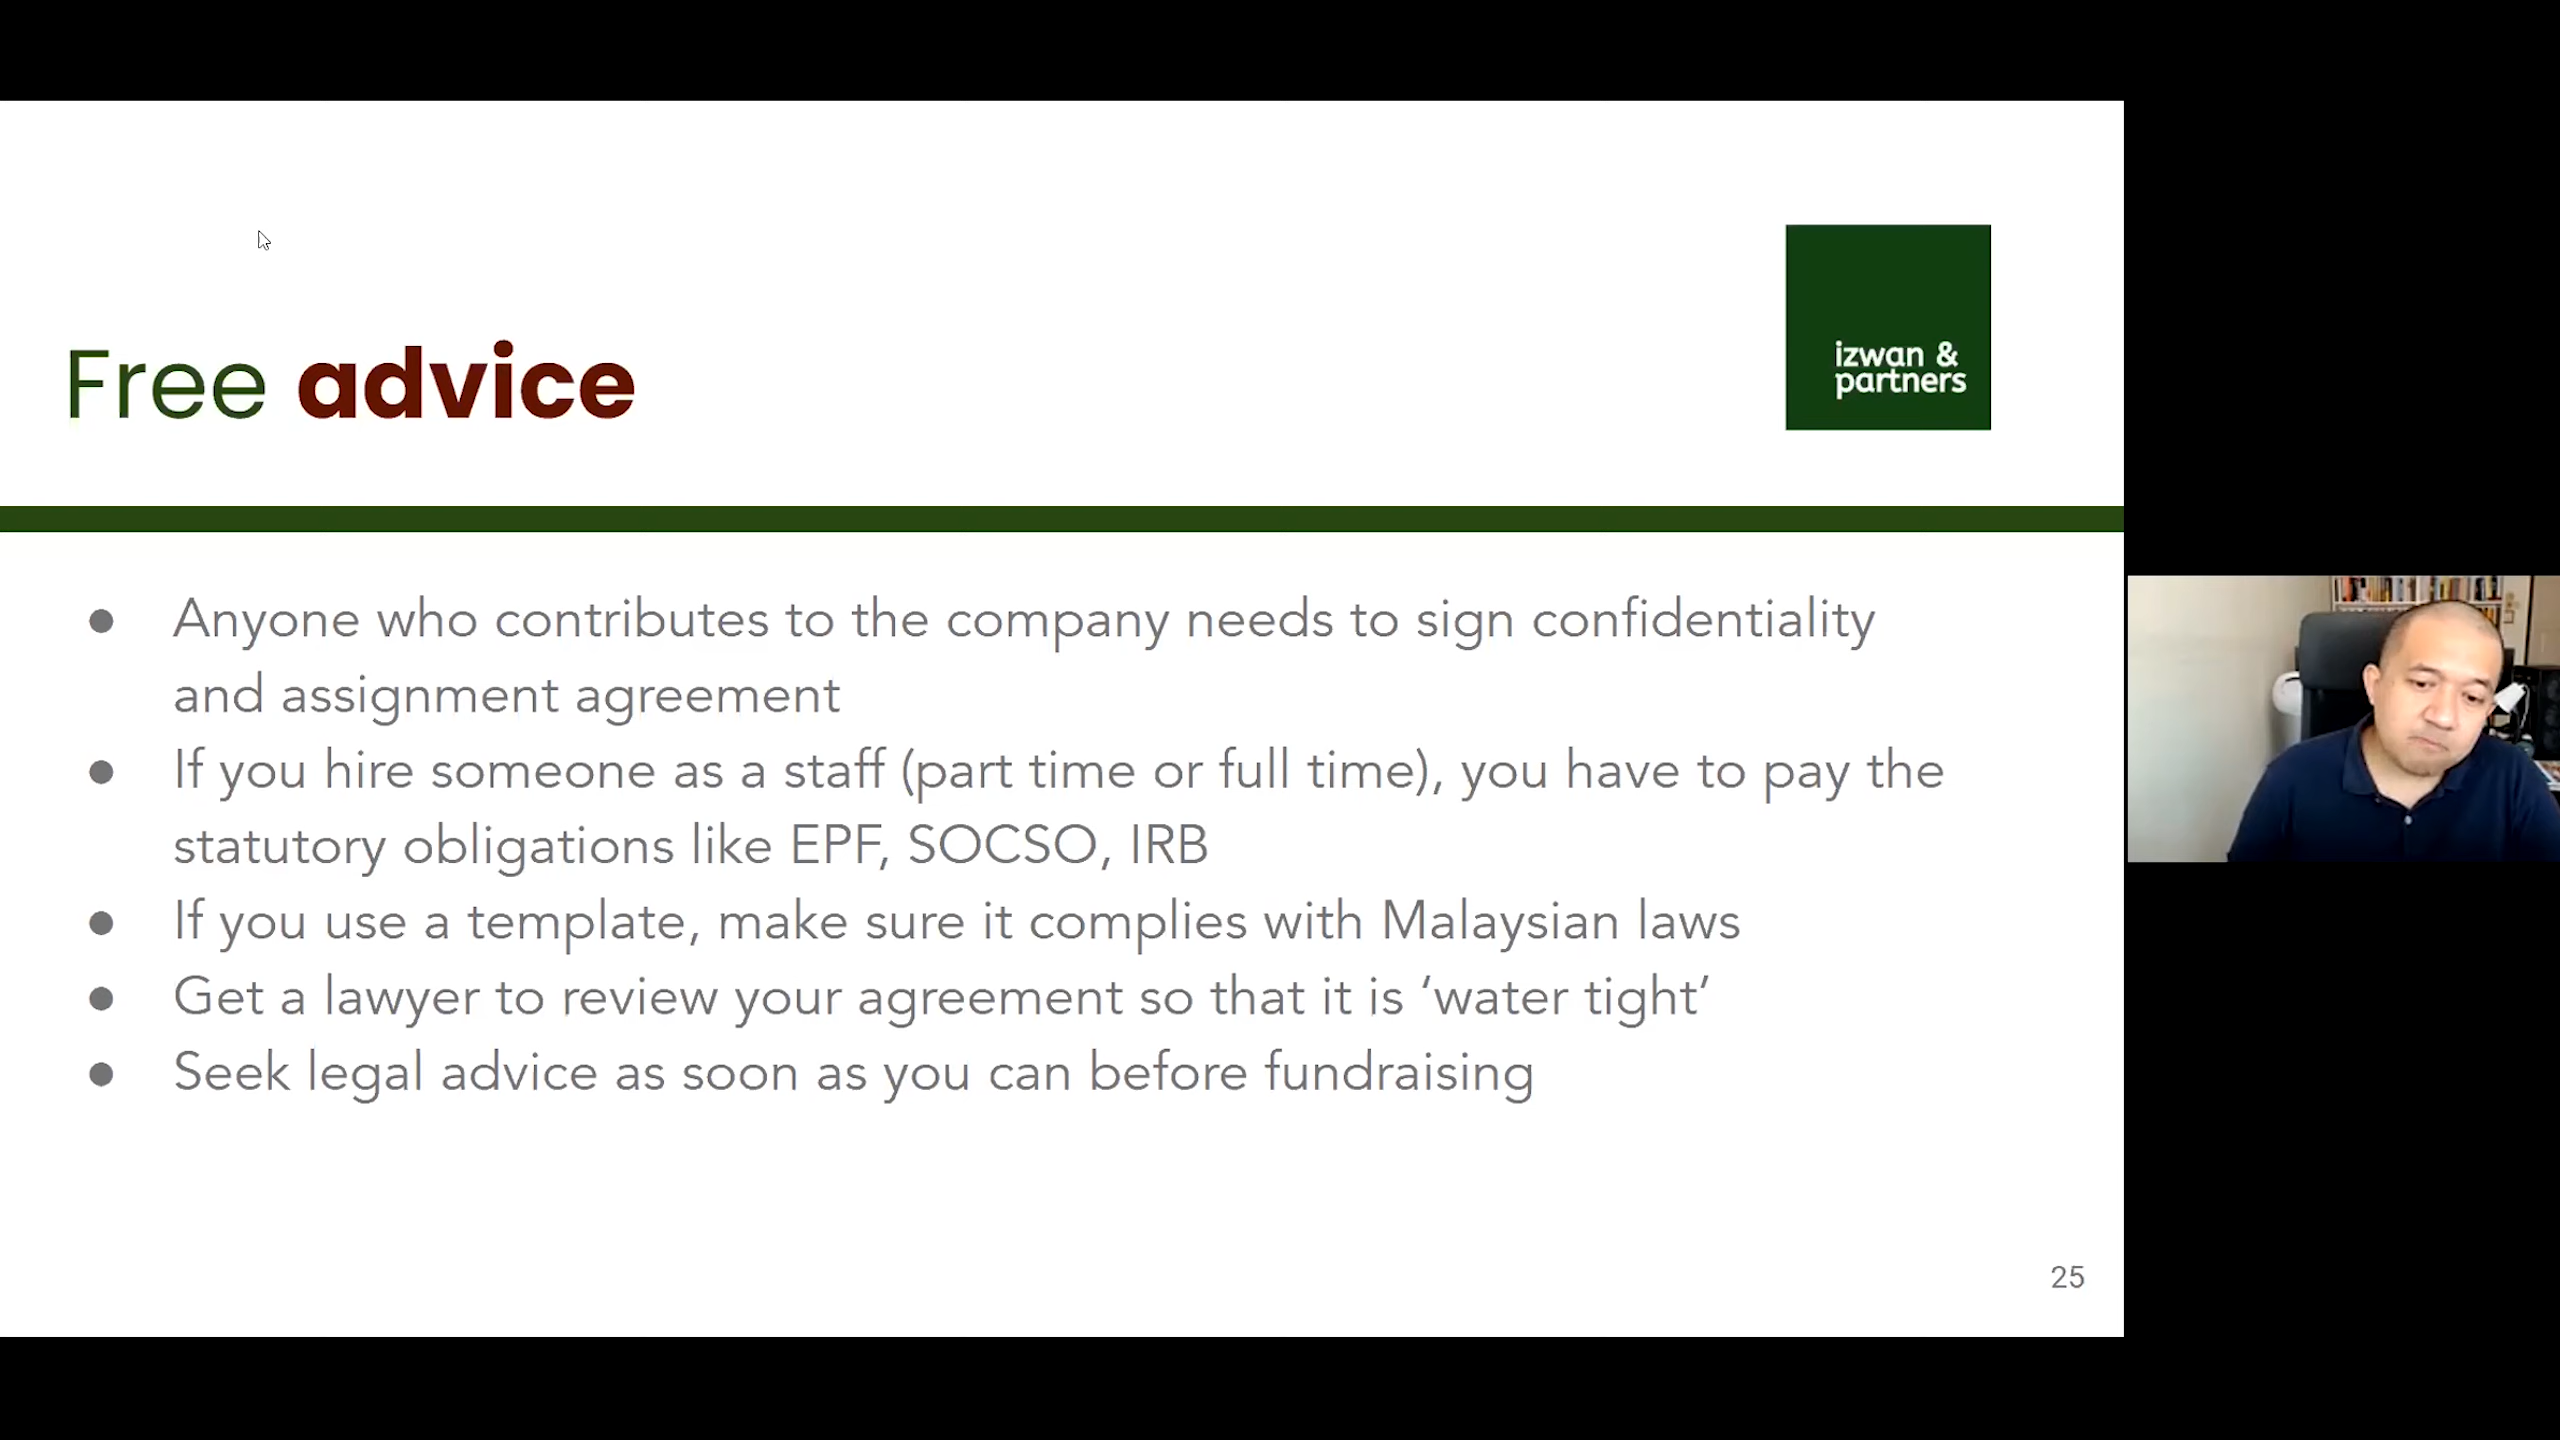 izwan &
partners
Free advice
● Anyone who contributes to the company needs to sign confidentiality
and assignment agreement
● If you hire someone as a staff (part time or full time), you have to pay the
statutory obligations like EPF, SOCSO, IRB
● If you use a template, make sure it complies with Malaysian laws
● Get a lawyer to review your agreement so that it is ‘water tight’
● Seek legal advice as soon as you can before fundraising
25